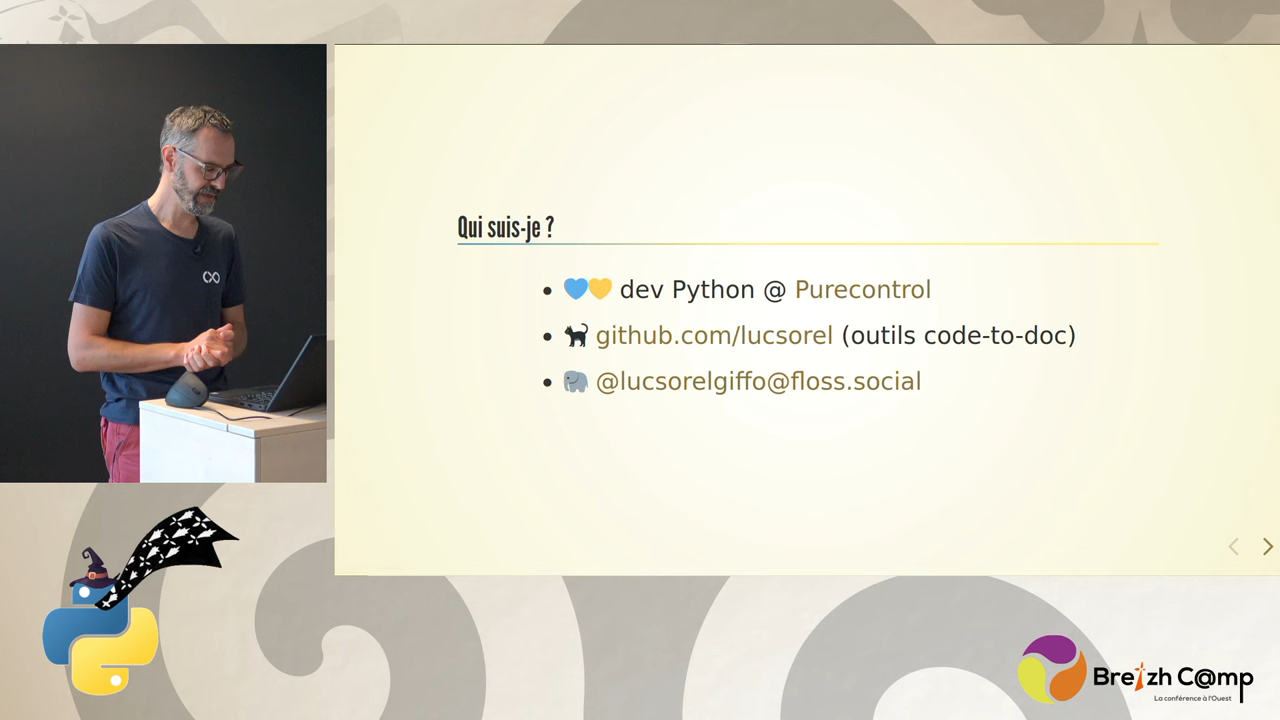 Qui suis-je ?
• 💙💛 dev Python @ Purecontrol
• 🐈‍⬛ github.com/lucsorel (outils code-to-doc)
• 🐘 @lucsorelgiffo@floss.social
Breizh C@mp
La conférence à l'Ouest